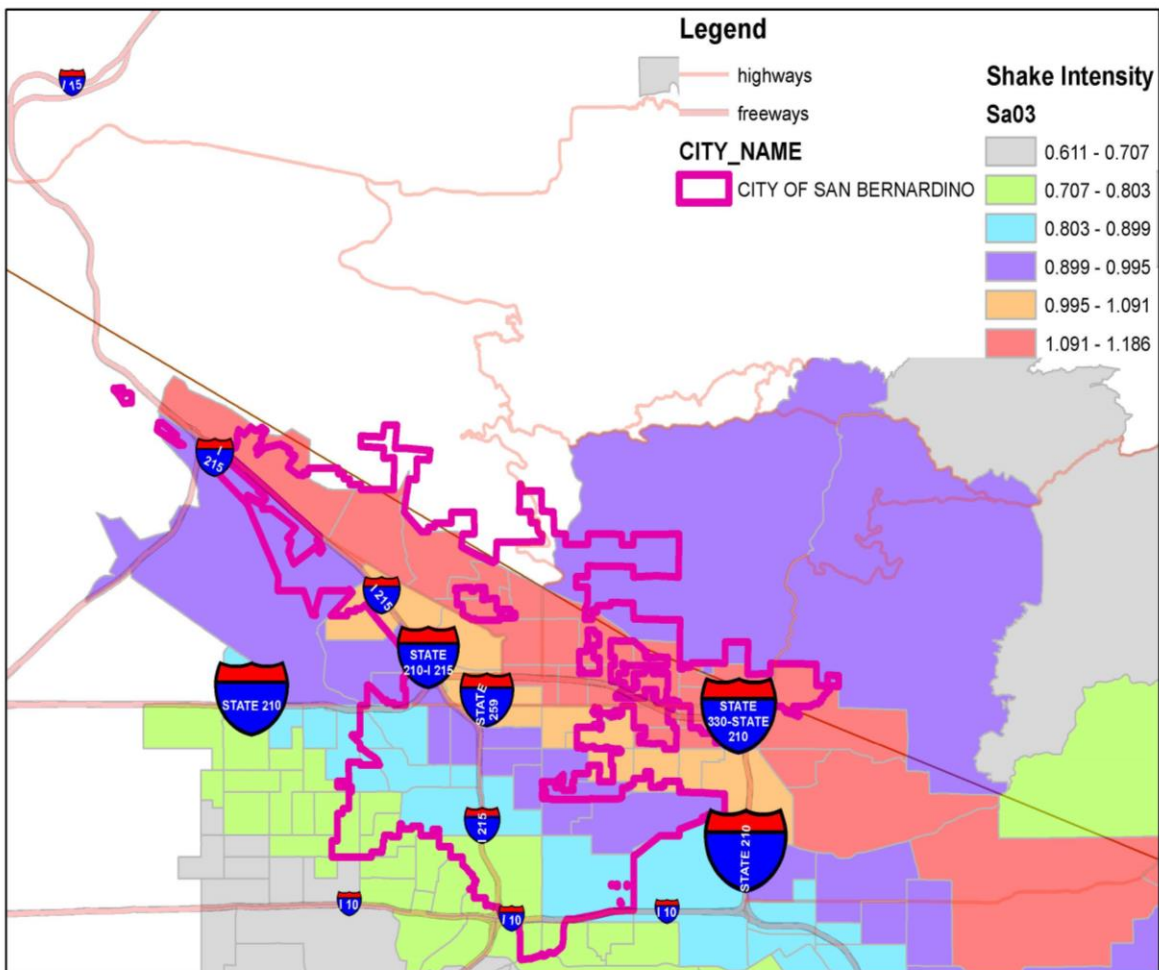 Legend
highways
freeways
CITY_NAME
CITY OF SAN BERNARDINO
Shake Intensity
Sa03
0.611 - 0.707
0.707 - 0.803
0.803 - 0.899
0.899 - 0.995
0.995 - 1.091
1.091 - 1.186
I 15
I
215
I 215
STATE
210-I 215
STATE 210
STATE
259
STATE
330-STATE
210
I 215
STATE 210
I 10
I 10
I 10